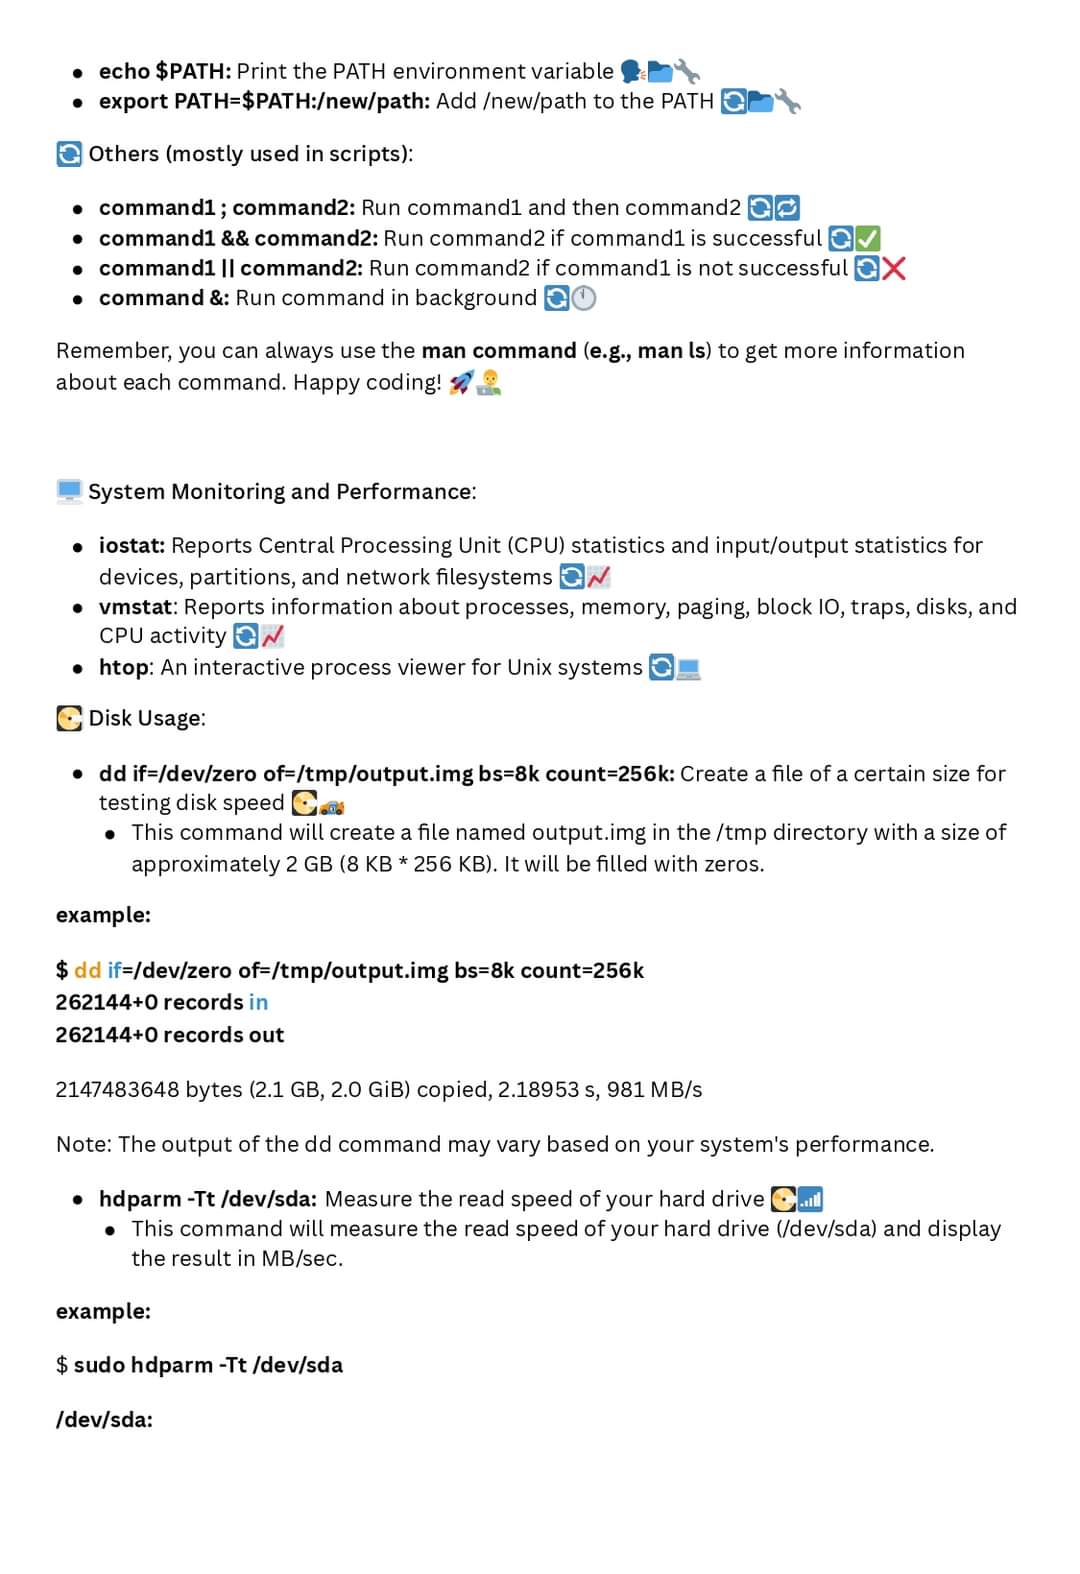 • echo $PATH: Print the PATH environment variable 🗣️📂🔧
• export PATH=$PATH:/new/path: Add /new/path to the PATH 🔄📂🔧
🔄 Others (mostly used in scripts):
• command1 ; command2: Run command1 and then command2 🔄🔁
• command1 && command2: Run command2 if command1 is successful 🔄✅
• command1 || command2: Run command2 if command1 is not successful 🔄❌
• command &: Run command in background 🔄🕛
Remember, you can always use the man command (e.g., man ls) to get more information
about each command. Happy coding! 🚀👨‍💻
🖥️ System Monitoring and Performance:
• iostat: Reports Central Processing Unit (CPU) statistics and input/output statistics for
devices, partitions, and network filesystems 🔄📈
• vmstat: Reports information about processes, memory, paging, block IO, traps, disks, and
CPU activity 🔄📈
• htop: An interactive process viewer for Unix systems 🔄💻
💽 Disk Usage:
• dd if=/dev/zero of=/tmp/output.img bs=8k count=256k: Create a file of a certain size for
testing disk speed 💽🏎️
• This command will create a file named output.img in the /tmp directory with a size of
approximately 2 GB (8 KB * 256 KB). It will be filled with zeros.
example:
$ dd if=/dev/zero of=/tmp/output.img bs=8k count=256k
262144+0 records in
262144+0 records out
2147483648 bytes (2.1 GB, 2.0 GiB) copied, 2.18953 s, 981 MB/s
Note: The output of the dd command may vary based on your system's performance.
• hdparm -Tt /dev/sda: Measure the read speed of your hard drive 💽📶
• This command will measure the read speed of your hard drive (/dev/sda) and display
the result in MB/sec.
example:
$ sudo hdparm -Tt /dev/sda
/dev/sda: